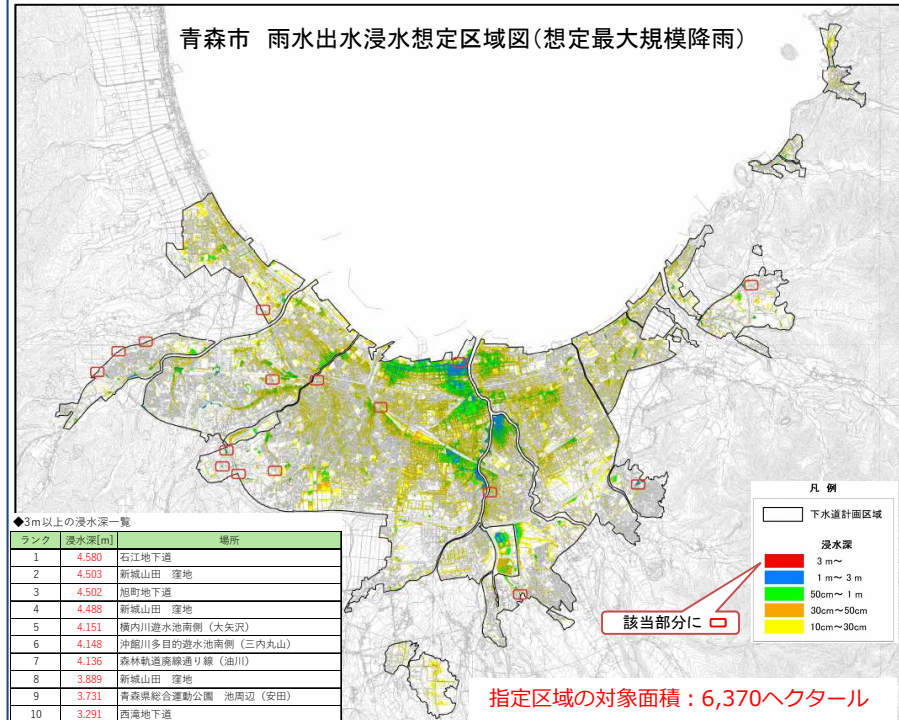 青森市 雨水出水浸水想定区域図(想定最大規模降雨)
◆3m以上の浸水深一覧
ランク 浸水深[m] 場所
1 4.580 石江地下道
2 4.503 新城山田 窪地
3 4.502 旭町地下道
4 4.488 新城山田 窪地
5 4.151 横内川遊水池南側(大矢沢)
6 4.148 沖館川多目的遊水池南側(三内丸山)
7 4.136 森林軌道廃線通り線(油川)
8 3.889 新城山田 窪地
9 3.731 青森県総合運動公園 池周辺(安田)
10 3.291 西滝地下道
凡 例
下水道計画区域
浸水深
3 m~
1 m~ 3 m
50cm~ 1 m
30cm~50cm
10cm~30cm
該当部分に
指定区域の対象面積:6,370ヘクタール